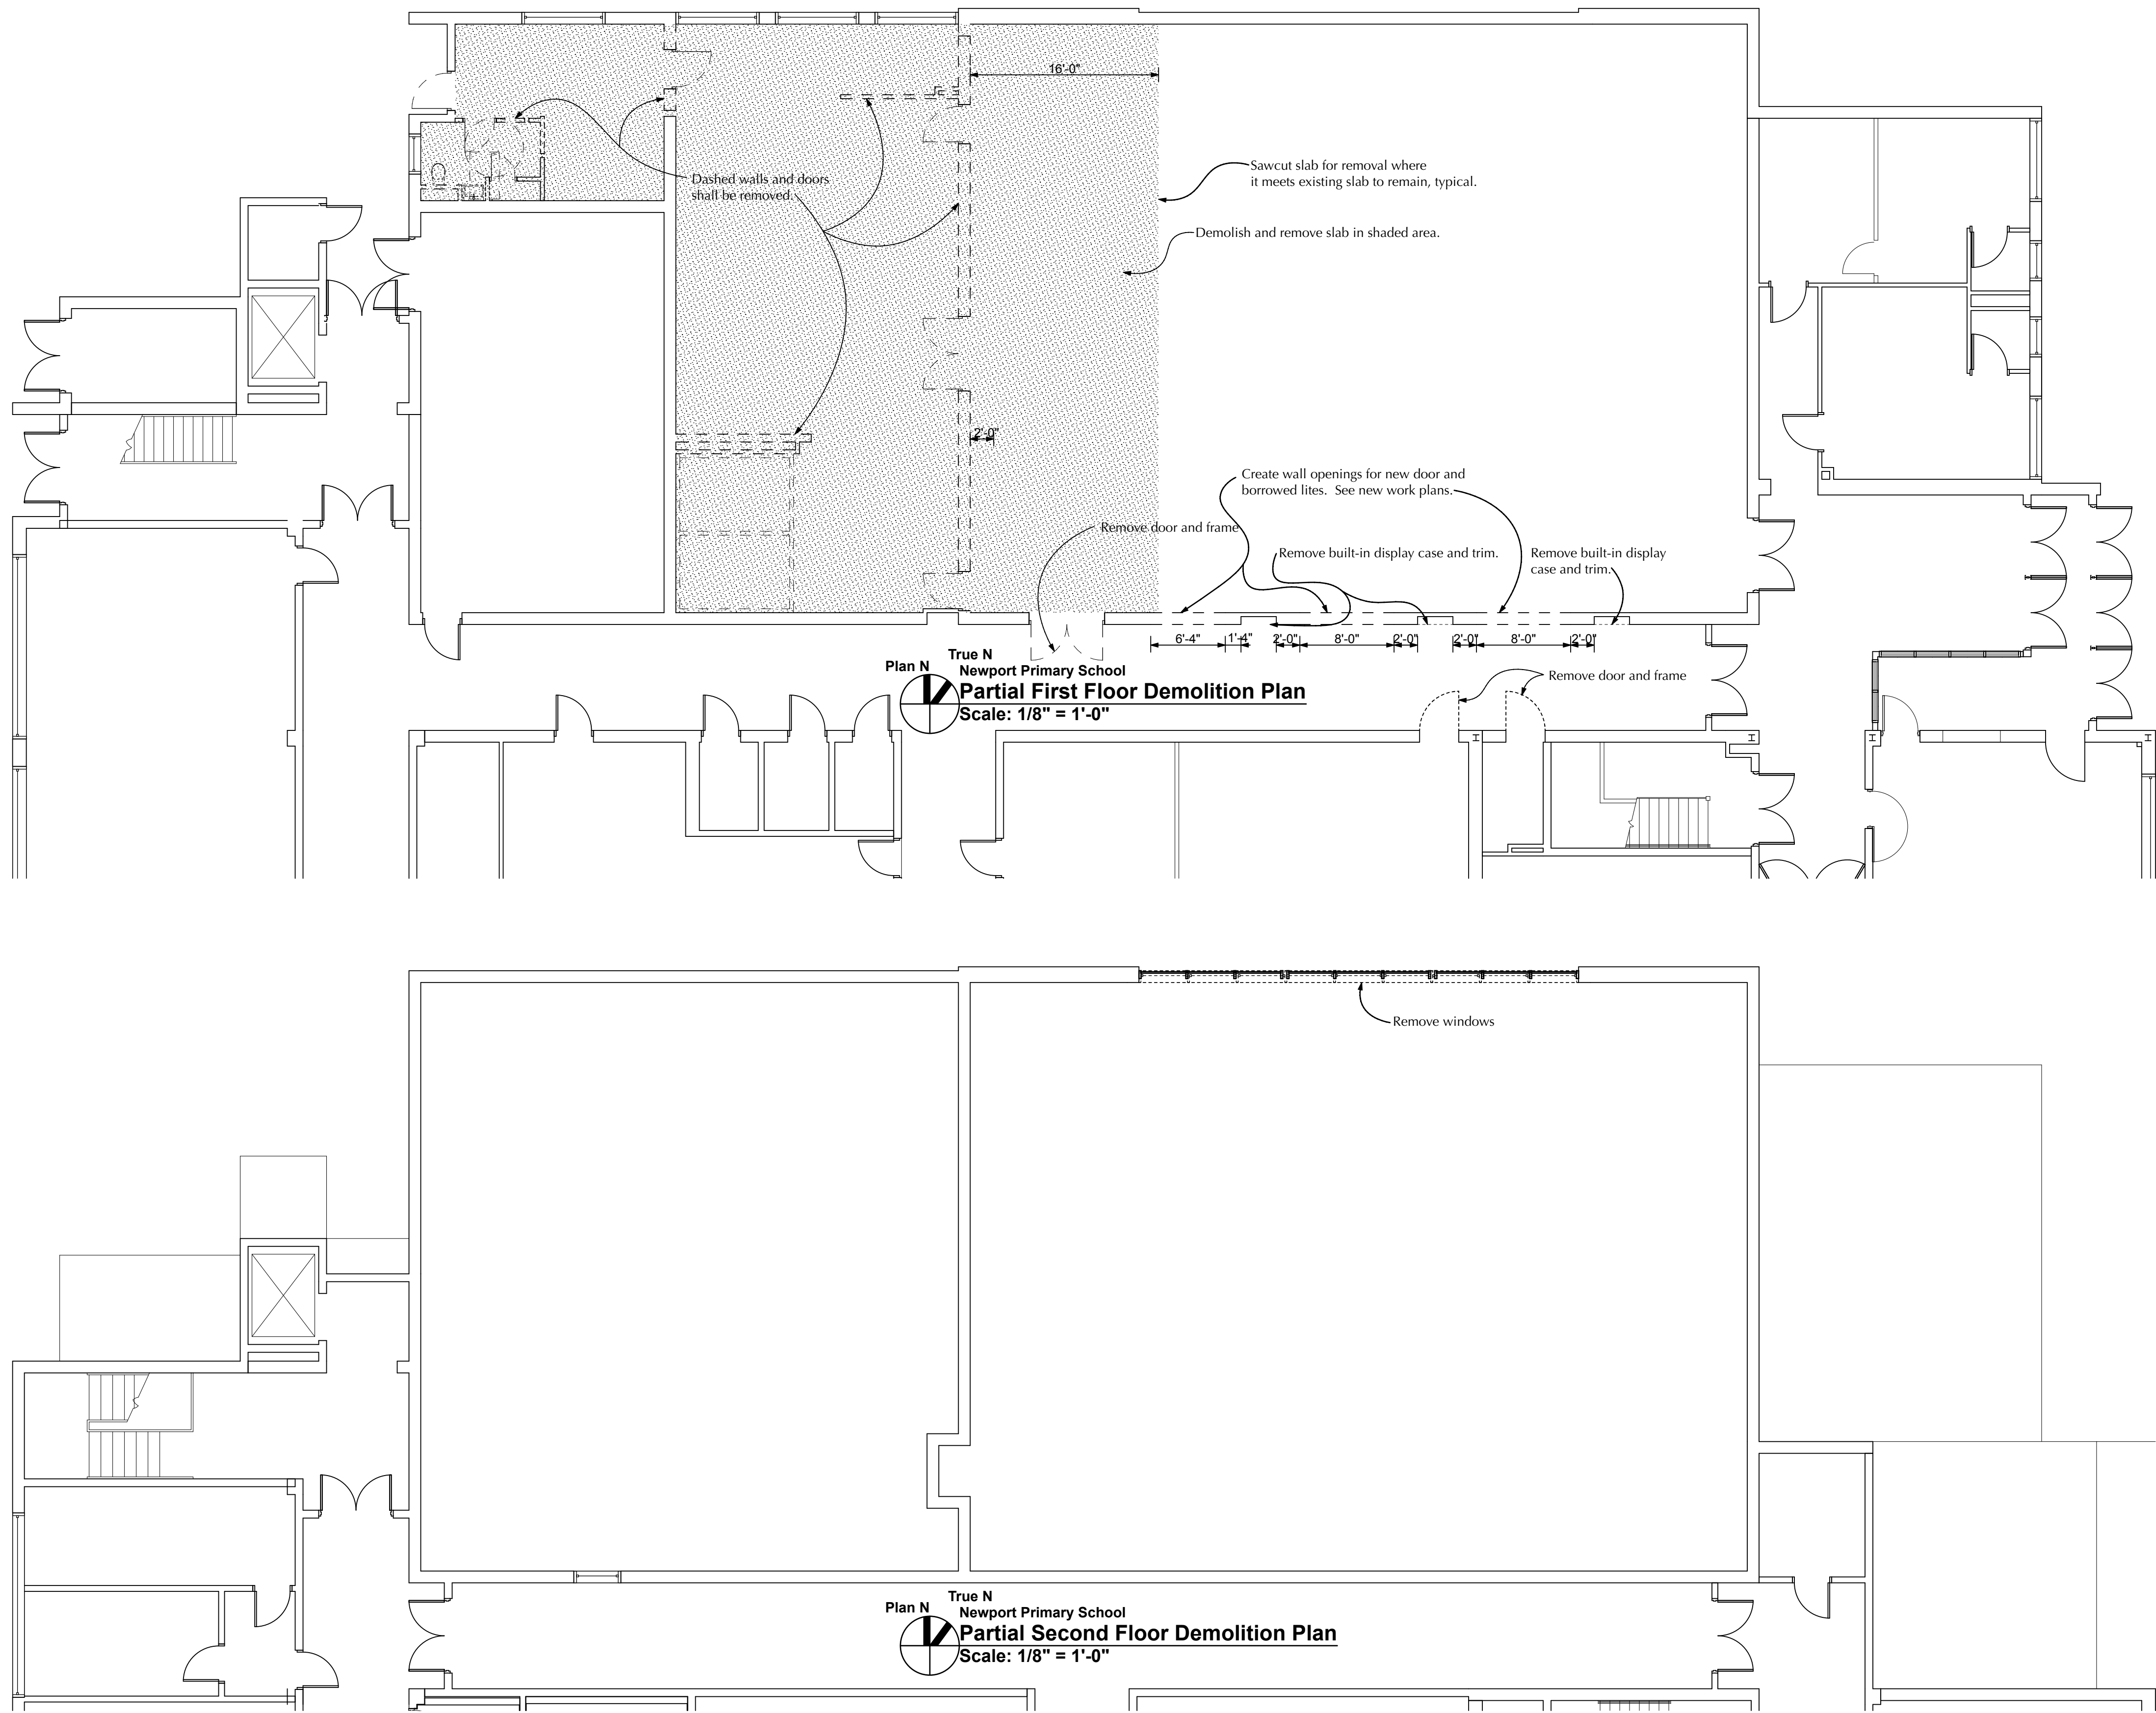 16'-0"
Dashed walls and doors
shall be removed.
Sawcut slab for removal where
it meets existing slab to remain, typical.
Demolish and remove slab in shaded area.
2'-0"
Create wall openings for new door and
borrowed lites.  See new work plans.
Remove door and frame
Remove built-in display case and trim.
Remove built-in display
case and trim.
6'-4"
1'-4"
2'-0"
8'-0"
2'-0"
2'-0"
8'-0"
2'-0"
True N
Plan N
Newport Primary School
Partial First Floor Demolition Plan
Scale: 1/8" = 1'-0"
Remove door and frame
Remove windows
True N
Plan N
Newport Primary School
Partial Second Floor Demolition Plan
Scale: 1/8" = 1'-0"